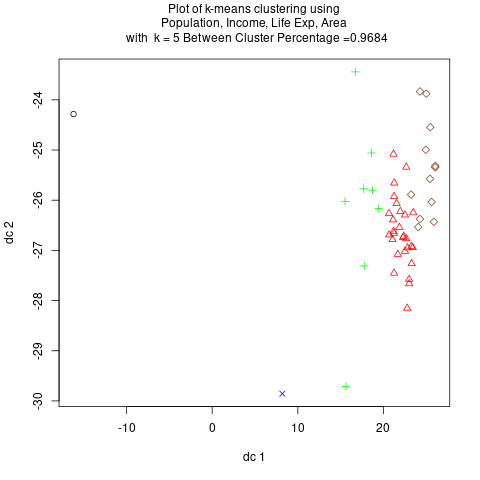 Plot of k-means clustering using
Population, Income, Life Exp, Area
with k = 5 Between Cluster Percentage =0.9684
dc 2
-24
-25
-26
-27
-28
-29
-30
-10
0
10
20
dc 1